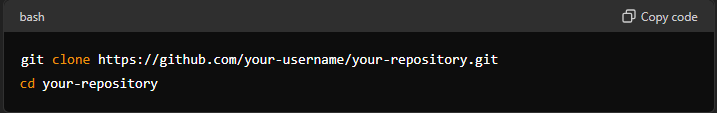 bash
Copy code
git clone https://github.com/your-username/your-repository.git
cd your-repository